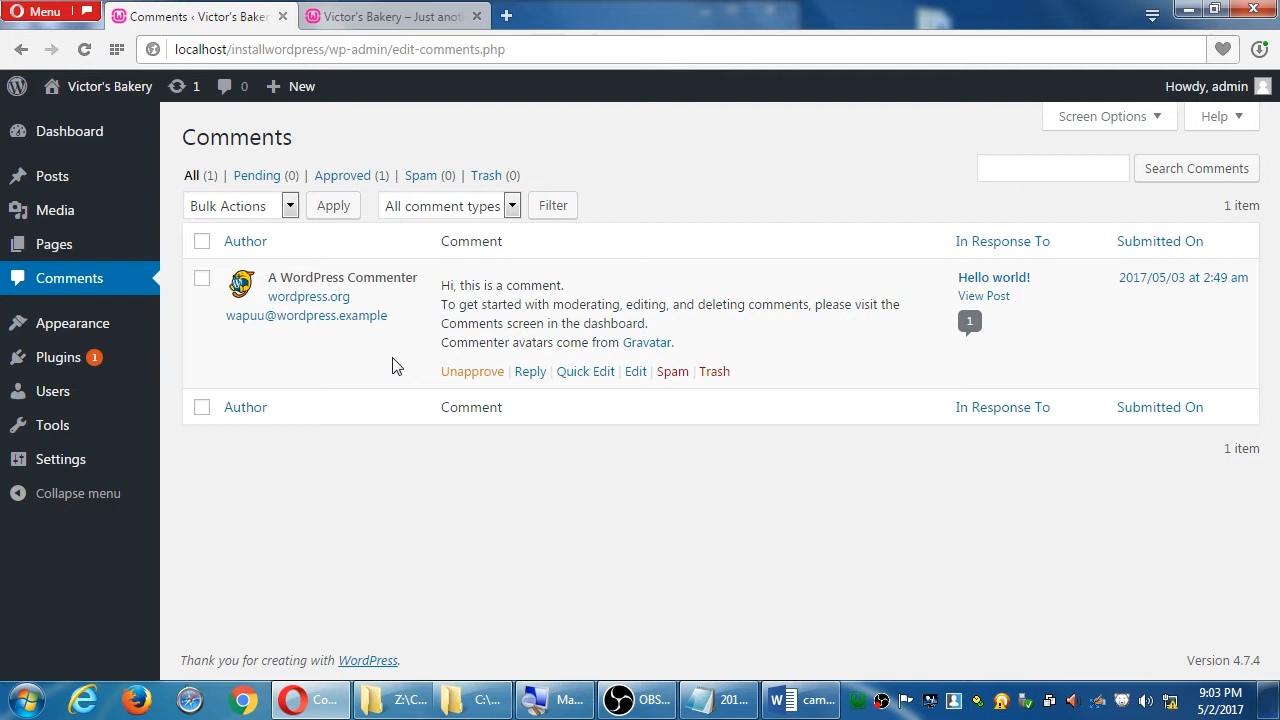 Menu
Comments ‹ Victor's Baker
Victor's Bakery – Just anot
localhost/installwordpress/wp-admin/edit-comments.php
Victor's Bakery 1 0 New Howdy, admin
Screen Options Help
Dashboard
Posts
Media
Pages
Comments
Appearance
Plugins 1
Users
Tools
Settings
Collapse menu
Comments
All (1) | Pending (0) | Approved (1) | Spam (0) | Trash (0)
Search Comments
Bulk Actions Apply All comment types Filter 1 item
Author Comment In Response To Submitted On
A WordPress Commenter
wordpress.org
wapuu@wordpress.example
Hi, this is a comment.
To get started with moderating, editing, and deleting comments, please visit the
Comments screen in the dashboard.
Commenter avatars come from Gravatar.
Unapprove | Reply | Quick Edit | Edit | Spam | Trash
Hello world!
View Post
1
2017/05/03 at 2:49 am
Author Comment In Response To Submitted On
1 item
Thank you for creating with WordPress.
Version 4.7.4
Co... Z:\C... C:\... Ma... OBS... 201... cam...
9:03 PM
5/2/2017